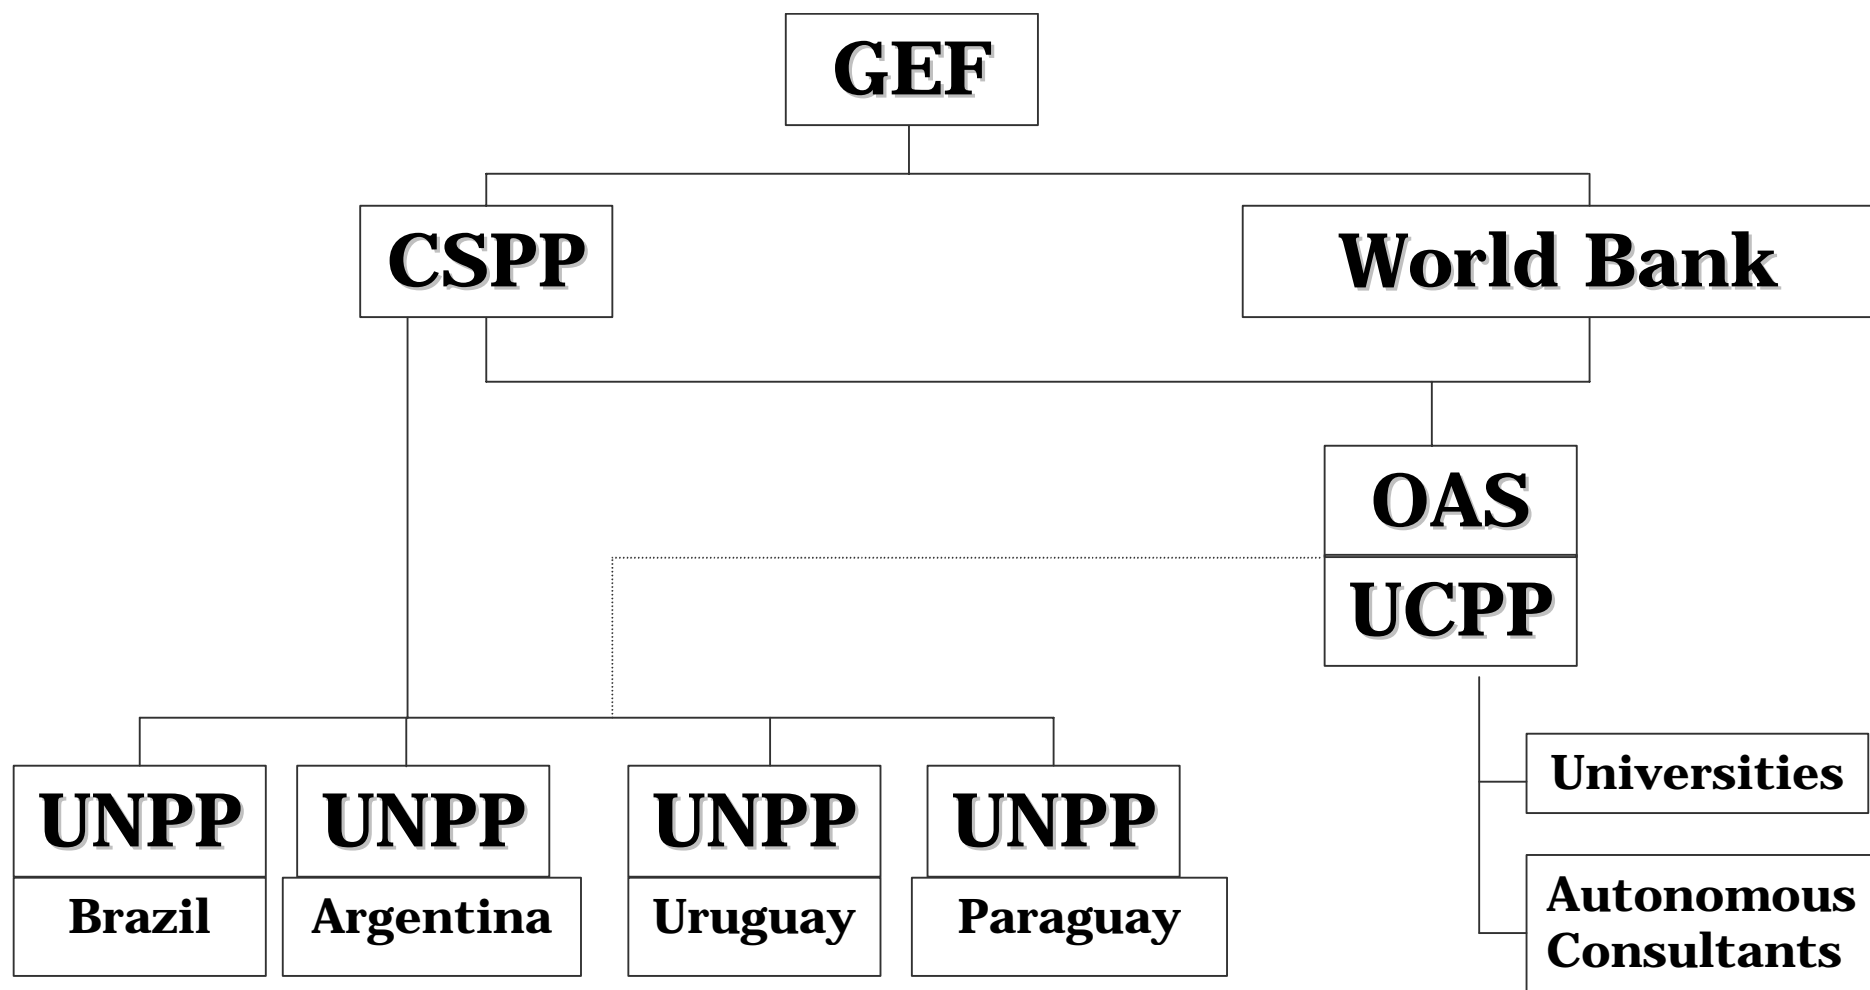 GEF
CSPP
World Bank
OAS
UCPP
UNPP
Brazil
UNPP
Argentina
UNPP
Uruguay
UNPP
Paraguay
Universities
Autonomous
Consultants